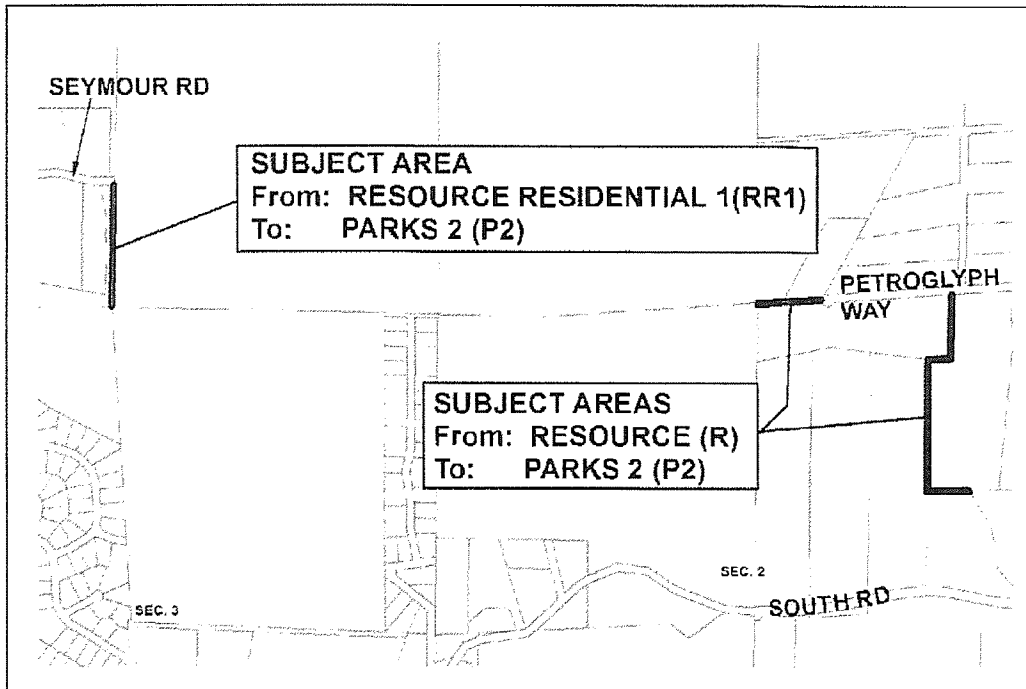 SEYMOUR RD
SUBJECT AREA
From: RESOURCE RESIDENTIAL 1(RR1)
To: PARKS 2 (P2)
PETROGLYPH
WAY
SUBJECT AREAS
From: RESOURCE (R)
To: PARKS 2 (P2)
SEC. 2
SEC. 3
SOUTH RD